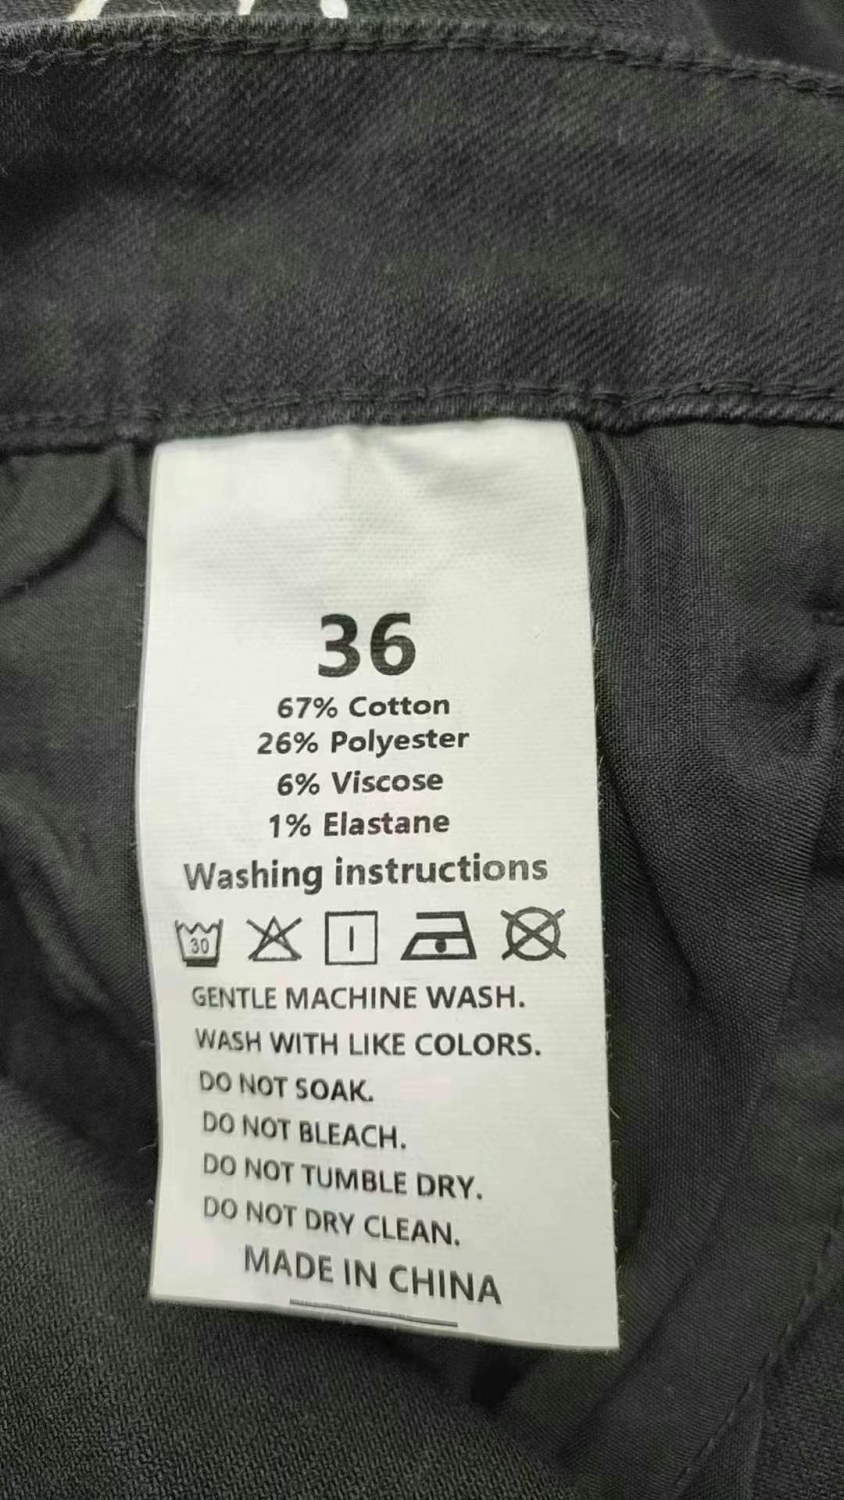 36
67% Cotton
26% Polyester
6% Viscose
1% Elastane
Washing instructions
30
GENTLE MACHINE WASH.
WASH WITH LIKE COLORS.
DO NOT SOAK.
DO NOT BLEACH.
DO NOT TUMBLE DRY.
DO NOT DRY CLEAN.
MADE IN CHINA